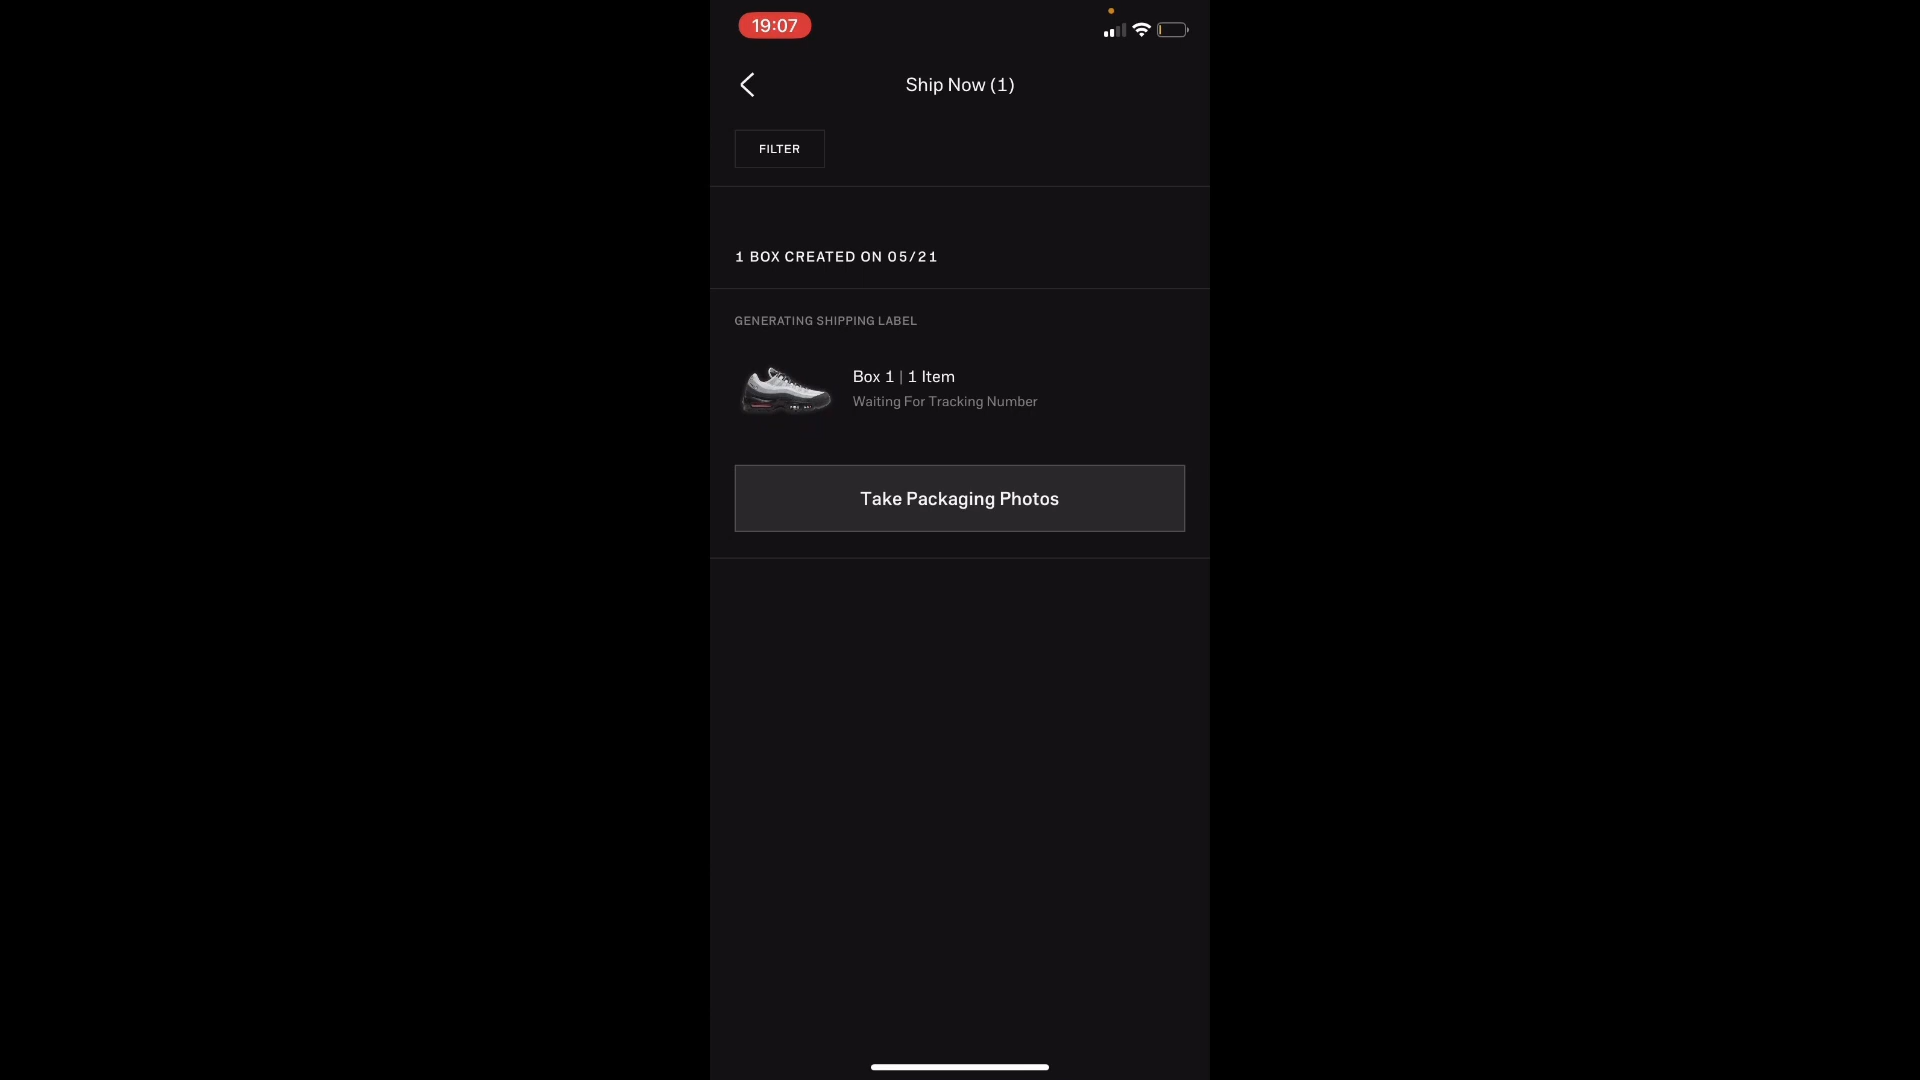 19:07
Ship Now (1)
FILTER
1 BOX CREATED ON 05/21
GENERATING SHIPPING LABEL
Box 1 | 1 Item
Waiting For Tracking Number
Take Packaging Photos